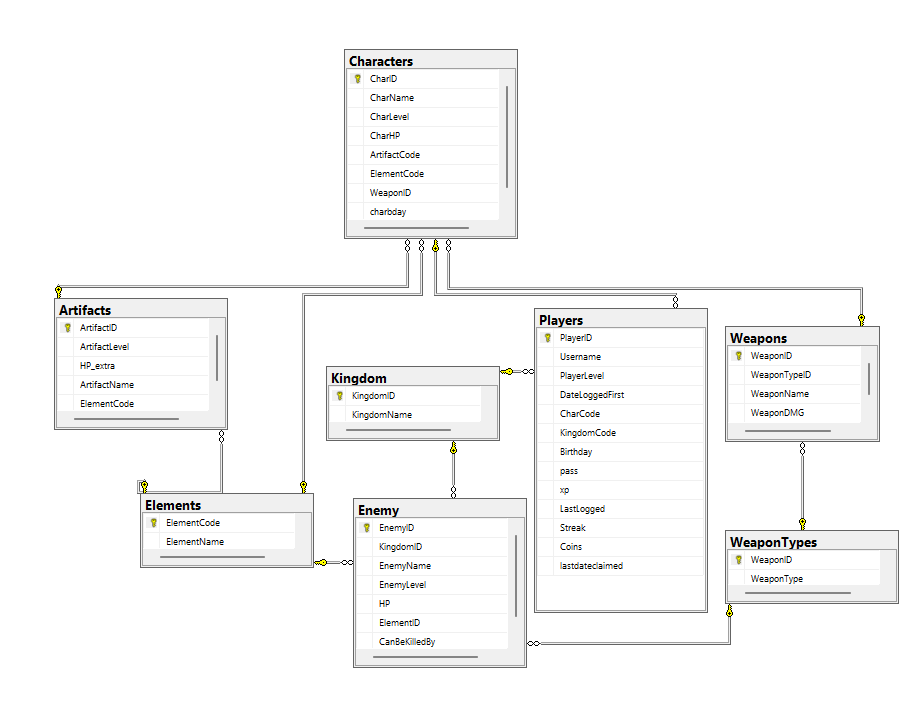 Characters
CharID
CharName
CharLevel
CharHP
ArtifactCode
ElementCode
WeaponID
charbday
Artifacts
ArtifactID
ArtifactLevel
HP_extra
ArtifactName
ElementCode
Kingdom
KingdomID
KingdomName
Players
PlayerID
Username
PlayerLevel
DateLoggedFirst
CharCode
KingdomCode
Birthday
pass
xp
LastLogged
Streak
Coins
lastdateclaimed
Weapons
WeaponID
WeaponTypeID
WeaponName
WeaponDMG
Elements
ElementCode
ElementName
Enemy
EnemyID
KingdomID
EnemyName
EnemyLevel
HP
ElementID
CanBeKilledBy
WeaponTypes
WeaponID
WeaponType